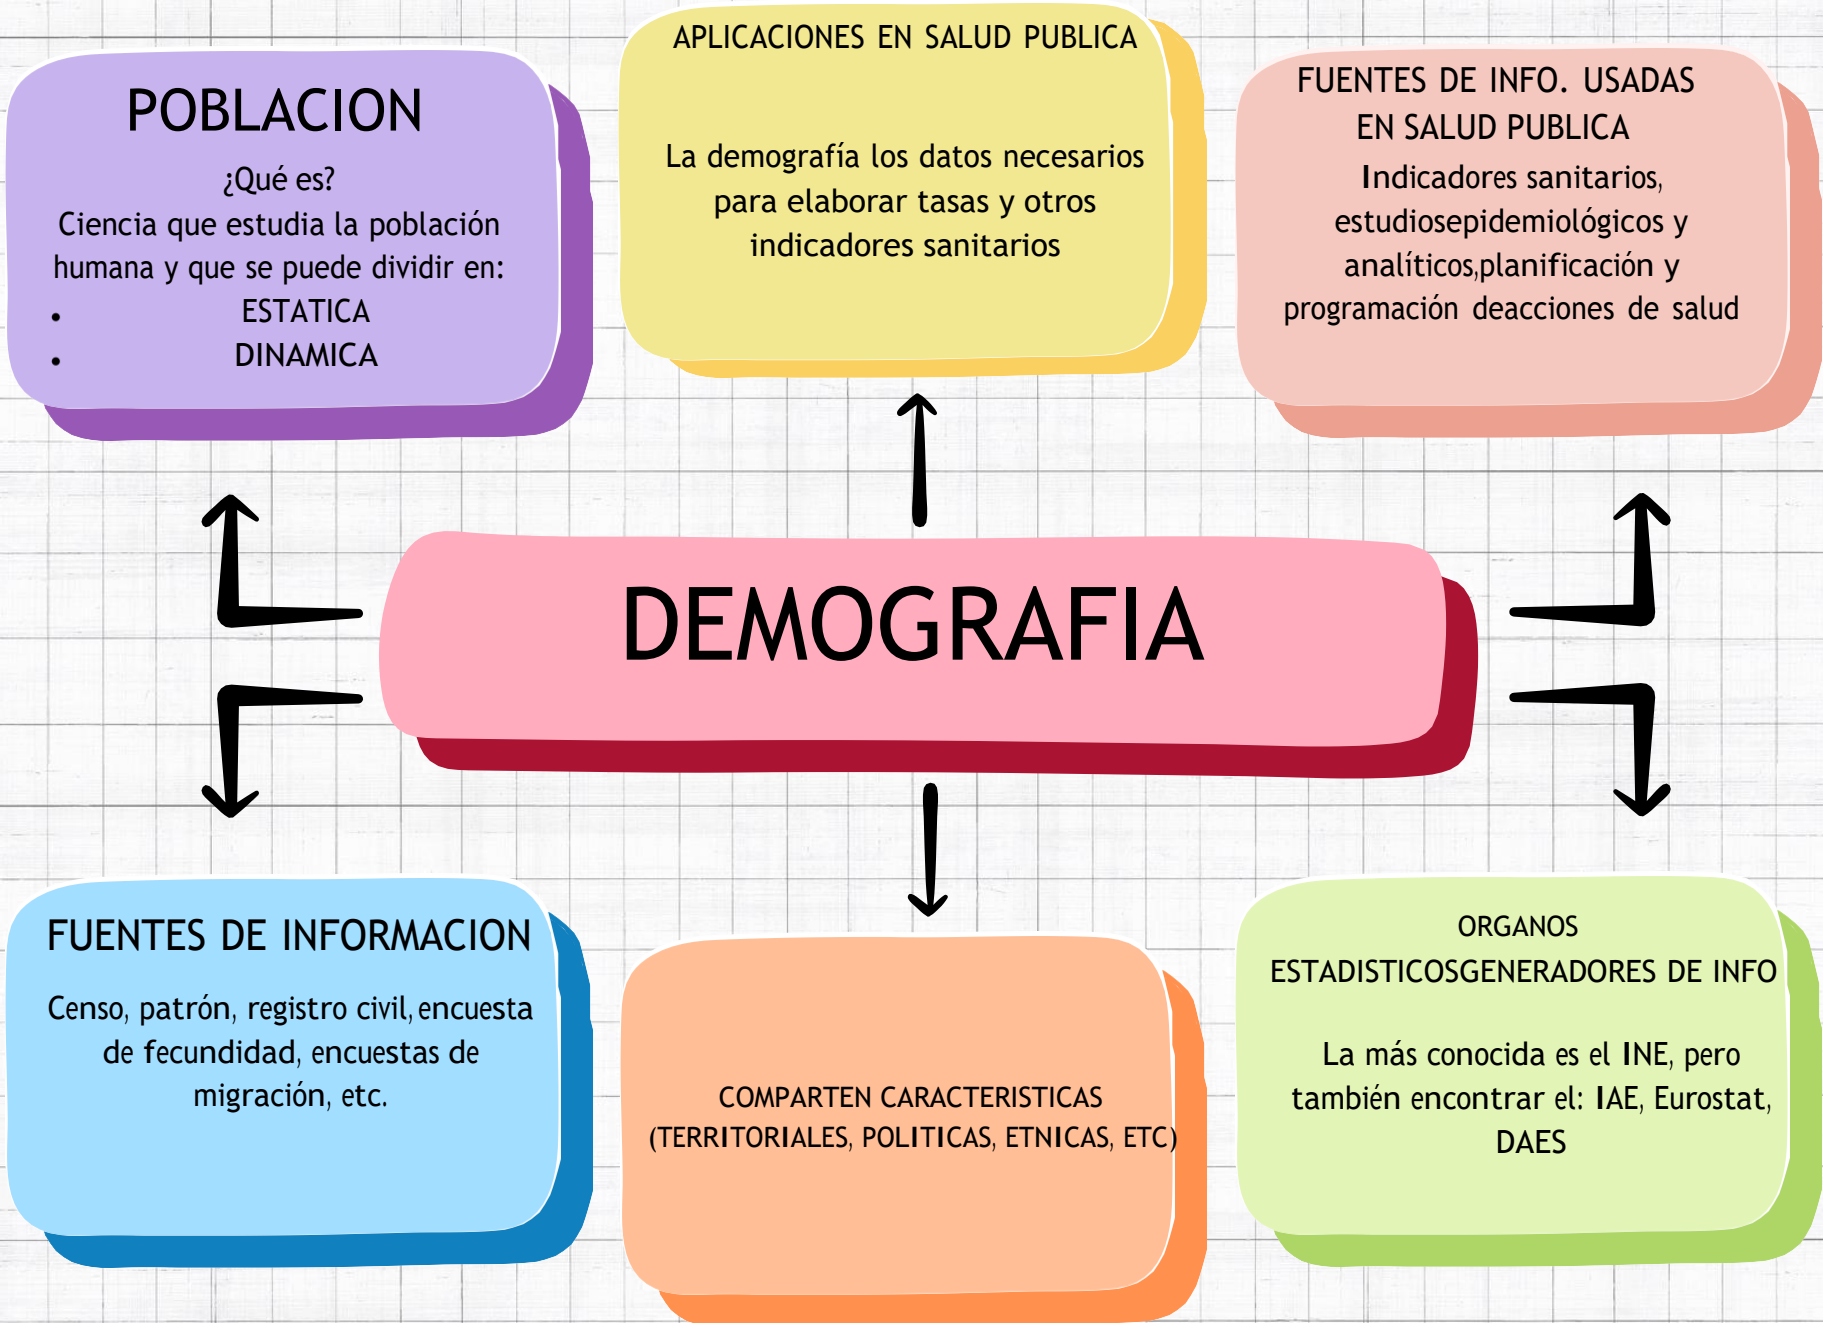 POBLACION
¿Qué es?
Ciencia que estudia la población
humana y que se puede dividir en:
• ESTATICA
• DINAMICA
APLICACIONES EN SALUD PUBLICA
La demografía los datos necesarios
para elaborar tasas y otros
indicadores sanitarios
FUENTES DE INFO. USADAS
EN SALUD PUBLICA
Indicadores sanitarios,
estudiosepidemiológicos y
analíticos,planificación y
programación deacciones de salud
DEMOGRAFIA
FUENTES DE INFORMACION
Censo, patrón, registro civil, encuesta
de fecundidad, encuestas de
migración, etc.
COMPARTEN CARACTERISTICAS
(TERRITORIALES, POLITICAS, ETNICAS, ETC)
ORGANOS
ESTADISTICOSGENERADORES DE INFO
La más conocida es el INE, pero
también encontrar el: IAE, Eurostat,
DAES